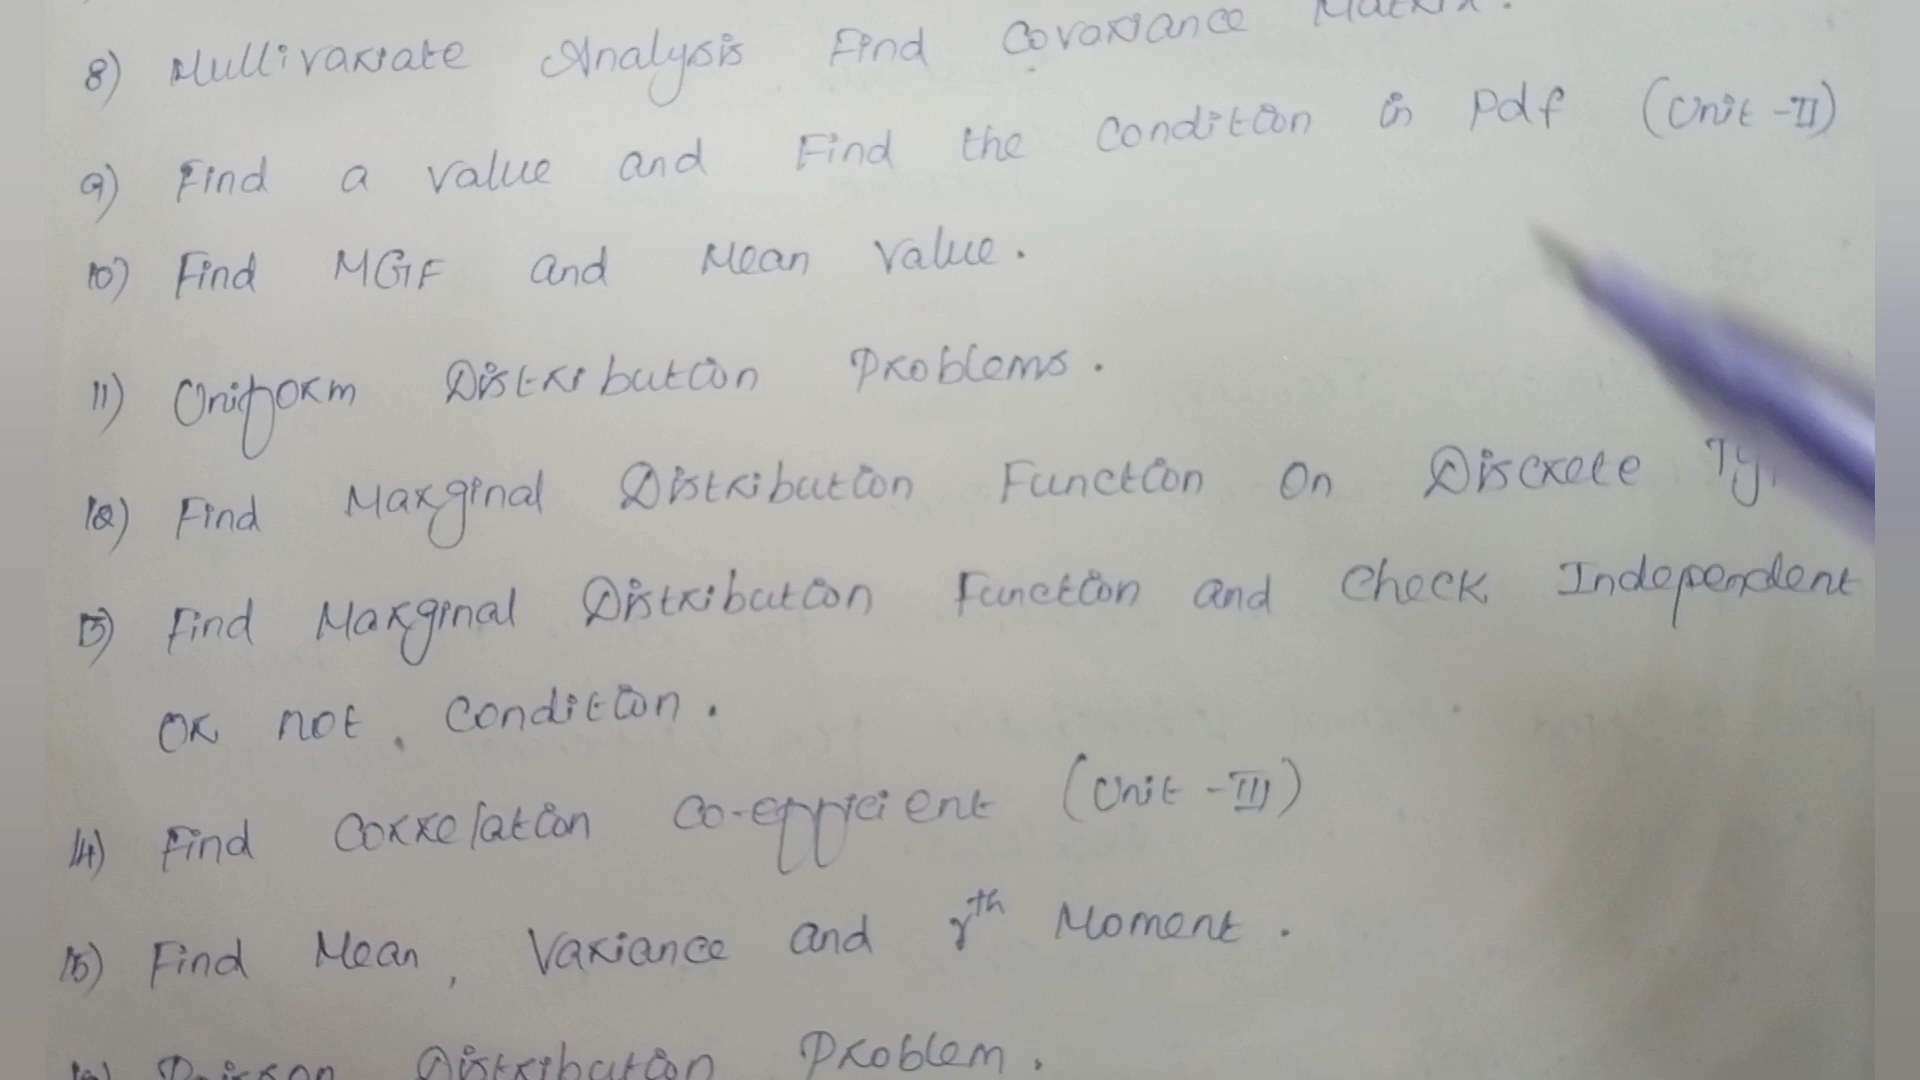 8) Multivariate Analysis Find Covariance Matrix.
9) Find a value and Find the Condition in Pdf (Unit -II)
10) Find MGF and Mean Value.
11) Uniform Distribution Problems.
12) Find Marginal Distribution Function on Discrete
13) Find Marginal Distribution Function and Check Independent
or not. Condition.
14) Find Correlation Co-efficient (Unit -III)
15) Find Mean, Variance and rth Moment.
Poisson Distribution Problem.